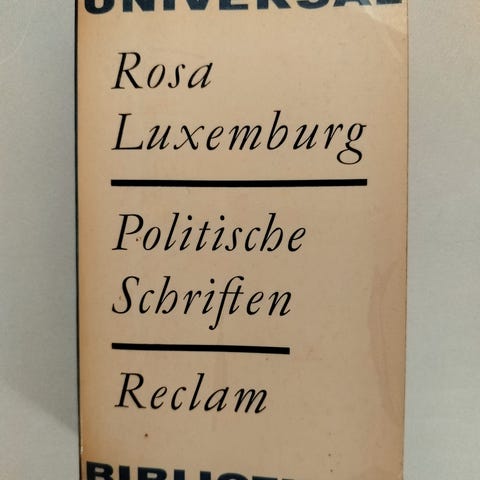 UNIVERSAL
Rosa
Luxemburg
Politische
Schriften
Reclam